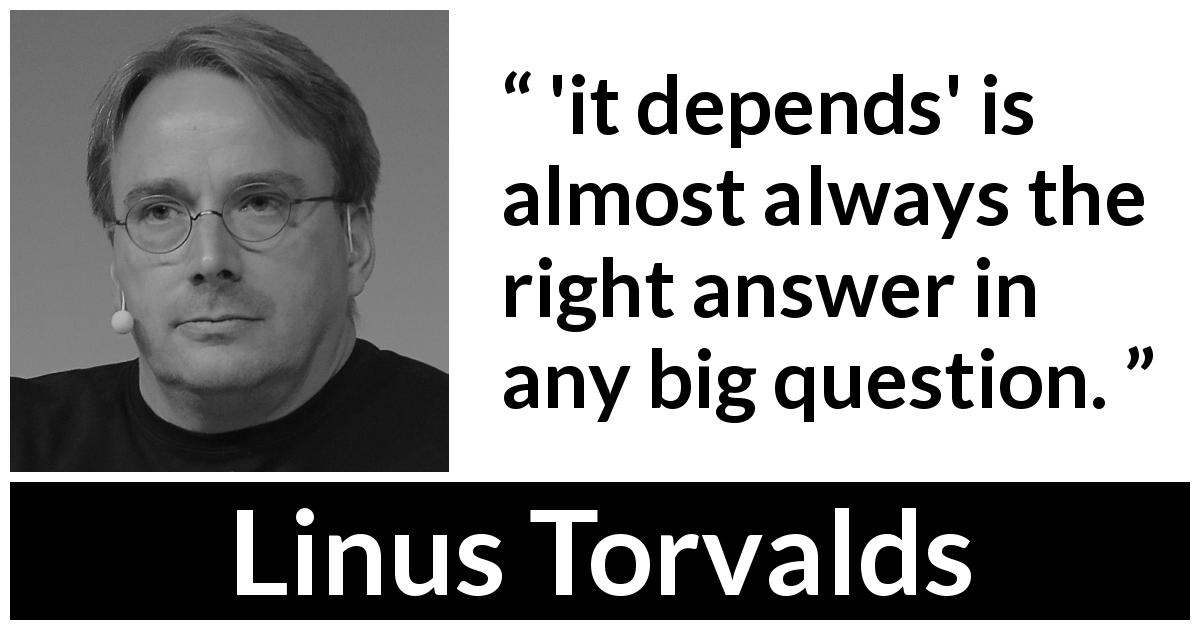 “ 'it depends' is
almost always the
right answer in
any big question. ”
Linus Torvalds